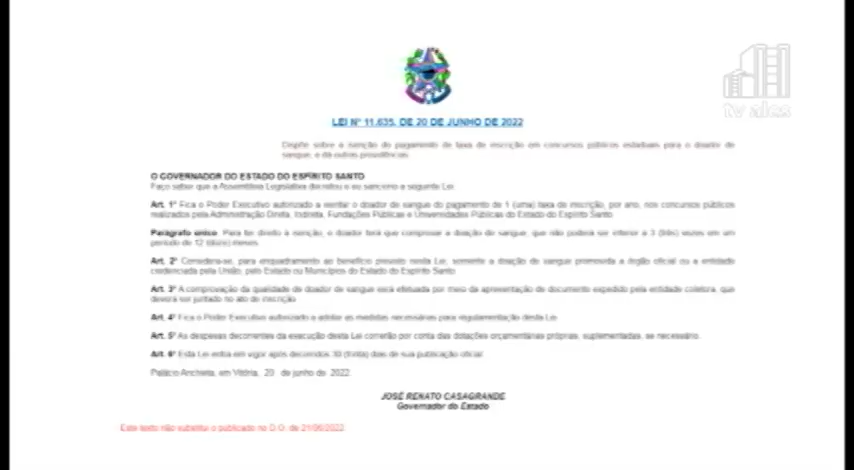 tv ales
LEI N° 11.635, DE 20 DE JUNHO DE 2022
Dispõe sobre a isenção do pagamento de taxa de inscrição em concursos públicos estaduais para o doador de
sangue, e dá outras providências.
O GOVERNADOR DO ESTADO DO ESPÍRITO SANTO
Faço saber que a Assembleia Legislativa decretou e eu sanciono a seguinte Lei:
Art. 1º Fica o Poder Executivo autorizado a isentar o doador de sangue do pagamento de 1 (uma) taxa de inscrição, por ano, nos concursos públicos
realizados pela Administração Direta, Indireta, Fundações Públicas e Universidades Públicas do Estado do Espírito Santo.
Parágrafo único. Para ter direito à isenção, o doador terá que comprovar a doação de sangue, que não poderá ser inferior a 3 (três) vezes em um
período de 12 (doze) meses.
Art. 2º Considera-se, para enquadramento ao benefício previsto nesta Lei, somente a doação de sangue promovida a órgão oficial ou a entidade
credenciada pela União, pelo Estado ou Municípios do Estado do Espírito Santo.
Art. 3º A comprovação da qualidade de doador de sangue será efetuada por meio da apresentação de documento expedido pela entidade coletora, que
deverá ser juntado no ato de inscrição.
Art. 4º Fica o Poder Executivo autorizado a adotar as medidas necessárias para regulamentação desta Lei.
Art. 5º As despesas decorrentes da execução desta Lei correrão por conta das dotações orçamentárias próprias, suplementadas, se necessário.
Art. 6º Esta Lei entra em vigor após decorridos 30 (trinta) dias de sua publicação oficial.
Palácio Anchieta, em Vitória, 20 de junho de 2022.
JOSÉ RENATO CASAGRANDE
Governador do Estado
Este texto não substitui o publicado no D.O. de 21/06/2022.